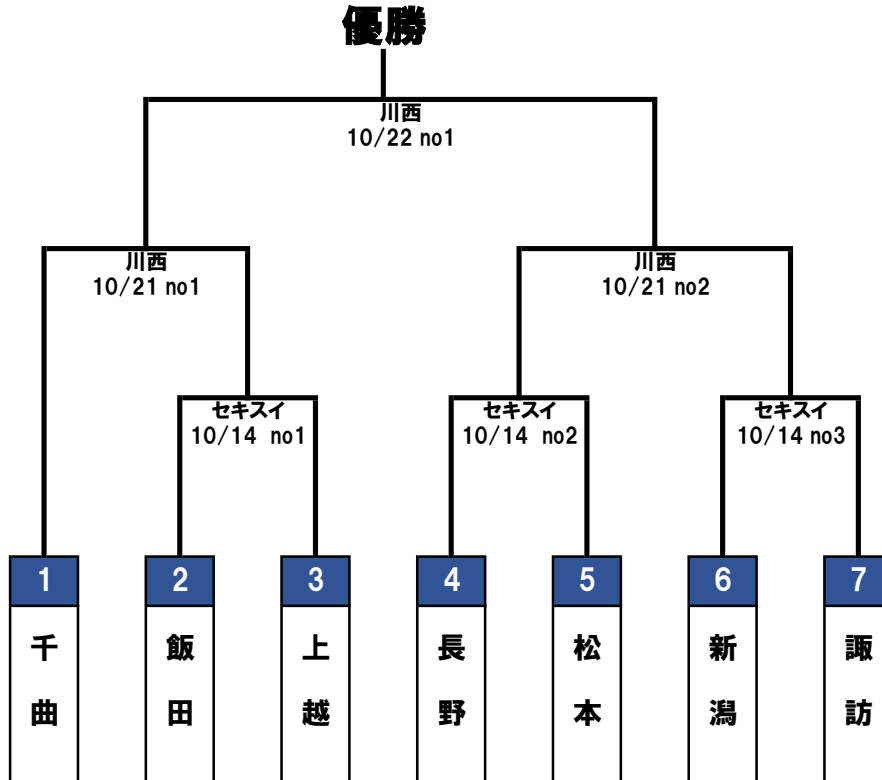 優勝
川西
10/22 no1
川西
10/21 no1
川西
10/21 no2
セキスイ
10/14 no1
セキスイ
10/14 no2
セキスイ
10/14 no3
1
2
3
4
5
6
7
千曲
飯田
上越
長野
松本
新潟
諏訪